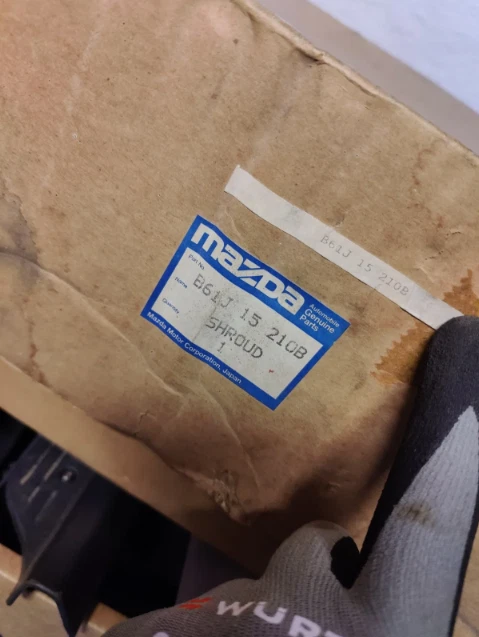 B61J 15 210B
mazda
Automobile
Genuine
Parts
Part No.
B61J 15 210B
Name
SHROUD
Quantity
1
Mazda Motor Corporation, Japan
WÜRT